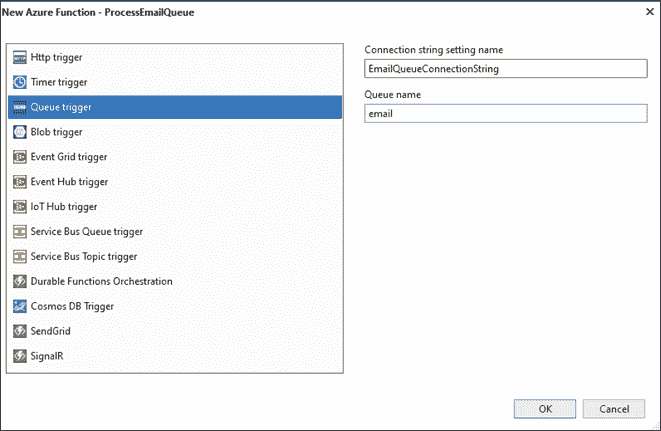 New Azure Function - ProcessEmailQueue
Http trigger
Timer trigger
Queue trigger
Blob trigger
Event Grid trigger
Event Hub trigger
IoT Hub trigger
Service Bus Queue trigger
Service Bus Topic trigger
Durable Functions Orchestration
Cosmos DB Trigger
SendGrid
SignalR
Connection string setting name
EmailQueueConnectionString
Queue name
email
OK
Cancel